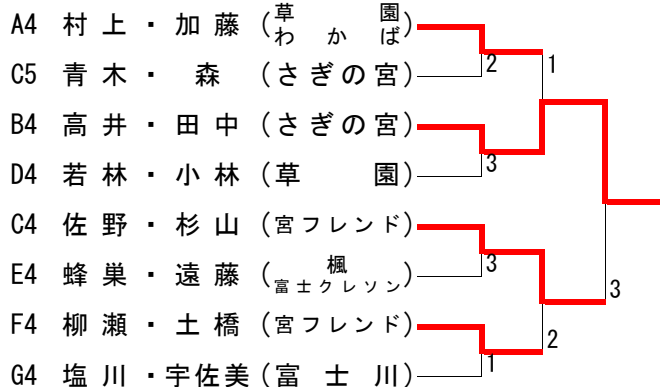 A4 村上・加藤 (草園 わかば) 
C5 青木・森 (さぎの宮) 2 1
B4 高井・田中 (さぎの宮)
D4 若林・小林 (草園) 3
C4 佐野・杉山 (宮フレンド)
E4 蜂巣・遠藤 (楓 富士クレソン) 3 3
F4 柳瀬・土橋 (宮フレンド) 2
G4 塩川・宇佐美 (富士川) 1